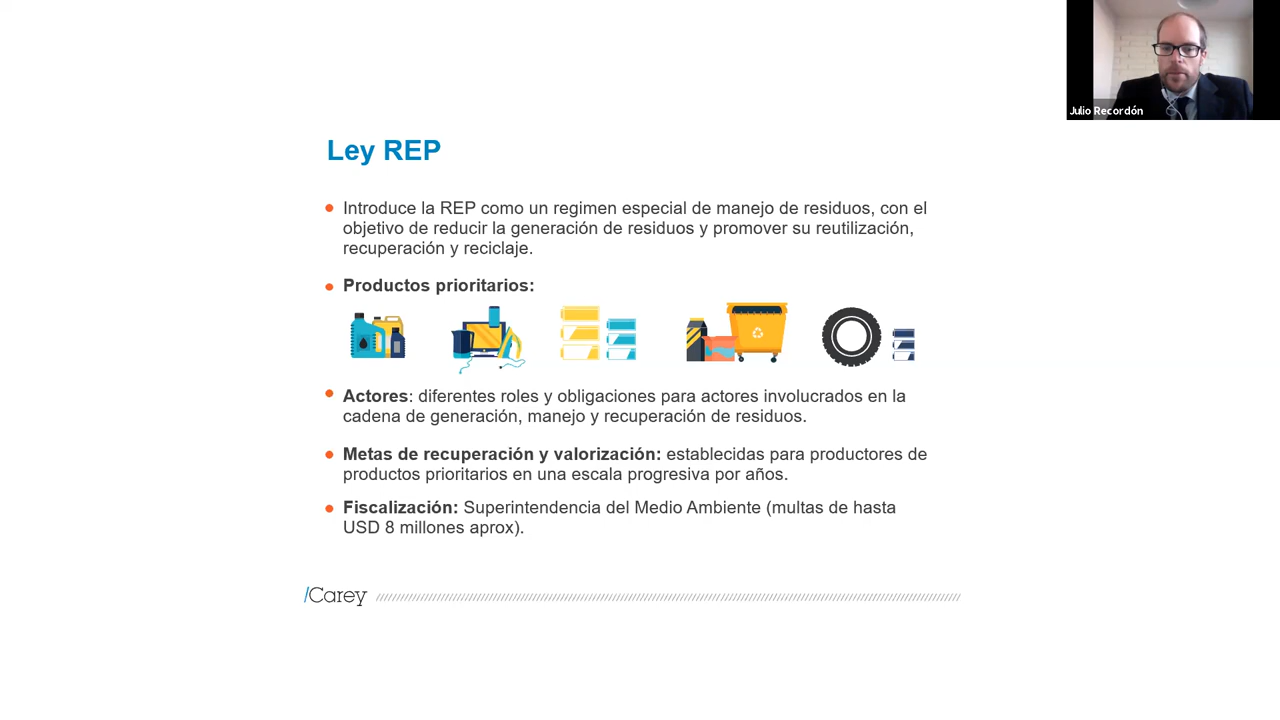 Julio Recordón
Ley REP
Introduce la REP como un regimen especial de manejo de residuos, con el
objetivo de reducir la generación de residuos y promover su reutilización,
recuperación y reciclaje.
Productos prioritarios:
Actores: diferentes roles y obligaciones para actores involucrados en la
cadena de generación, manejo y recuperación de residuos.
Metas de recuperación y valorización: establecidas para productores de
productos prioritarios en una escala progresiva por años.
Fiscalización: Superintendencia del Medio Ambiente (multas de hasta
USD 8 millones aprox).
/Carey